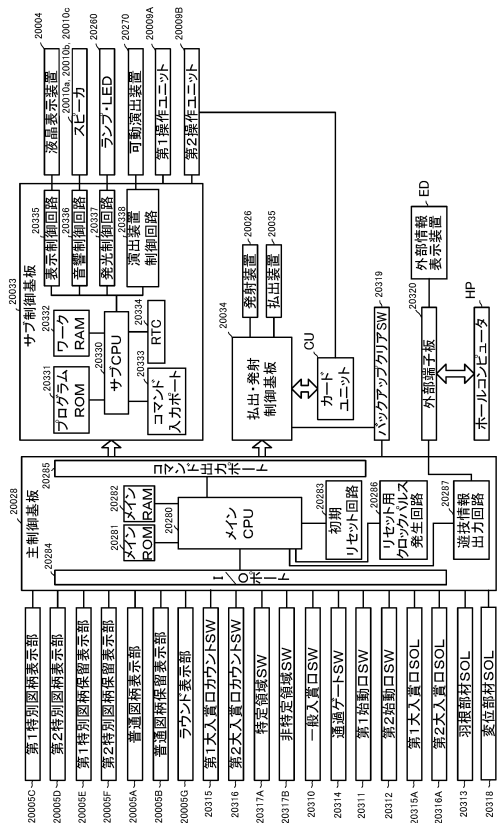 20005C 第1特別図柄表示部
20005D 第2特別図柄表示部
20005E 第1特別図柄保留表示部
20005F 第2特別図柄保留表示部
20005A 普通図柄表示部
20005B 普通図柄保留表示部
20005G ラウンド表示部
20315 第1大入賞口カウントSW
20316 第2大入賞口カウントSW
20317A 特定領域SW
20317B 非特定領域SW
20310 一般入賞口SW
20314 通過ゲートSW
20311 第1始動口SW
20312 第2始動口SW
20315A 第1大入賞口SOL
20316A 第2大入賞口SOL
20313 羽根部材SOL
20318 変位部材SOL
20028
主制御基板
20284
I/Oポート
20285
コマンド出力ポート
20281
メイン
ROM
20282
メイン
RAM
20280
メイン
CPU
20283
初期
リセット回路
20286
リセット用
クロックパルス
発生回路
20287
遊技情報
出力回路
20033
サブ制御基板
20331
プログラム
ROM
20332
ワーク
RAM
20330
サブCPU
20333
コマンド
入力ポート
20334
RTC
20335
表示制御回路
20336
音響制御回路
20337
発光制御回路
20338
演出装置
制御回路
液晶表示装置 20004
スピーカ 20010a, 20010b, 20010c
ランプ・LED 20260
可動演出装置 20270
第1操作ユニット 20009A
第2操作ユニット 20009B
20034
払出・発射
制御基板
発射装置 20026
払出装置 20035
CU
カード
ユニット
バックアップクリアSW 20319
20320
外部端子板
ED
外部情報
表示装置
HP
ホールコンピュータ